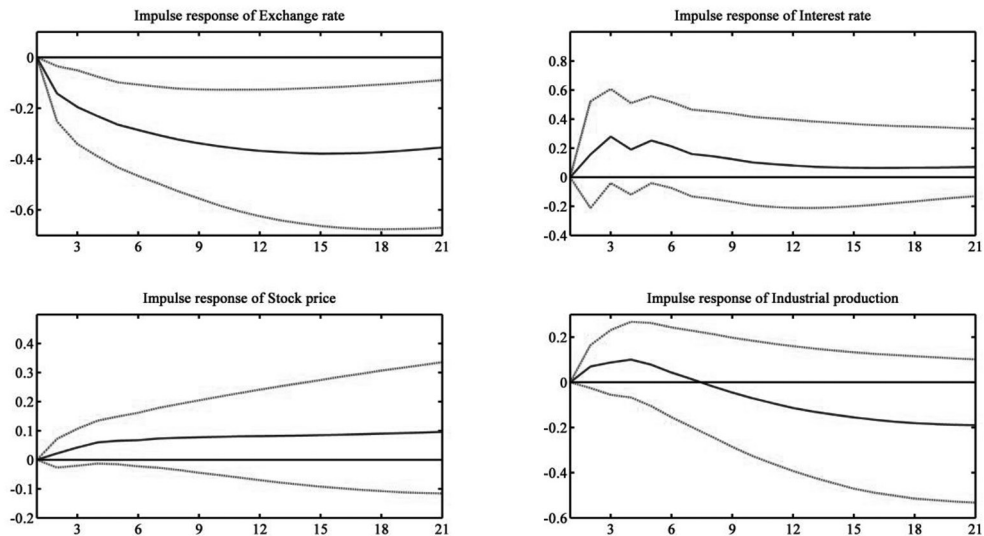 Impulse response of Exchange rate
0
-0.2
-0.4
-0.6
3 6 9 12 15 18 21
Impulse response of Interest rate
0.8
0.6
0.4
0.2
0
-0.2
-0.4
3 6 9 12 15 18 21
Impulse response of Stock price
0.4
0.3
0.2
0.1
0
-0.1
-0.2
3 6 9 12 15 18 21
Impulse response of Industrial production
0.2
0
-0.2
-0.4
-0.6
3 6 9 12 15 18 21